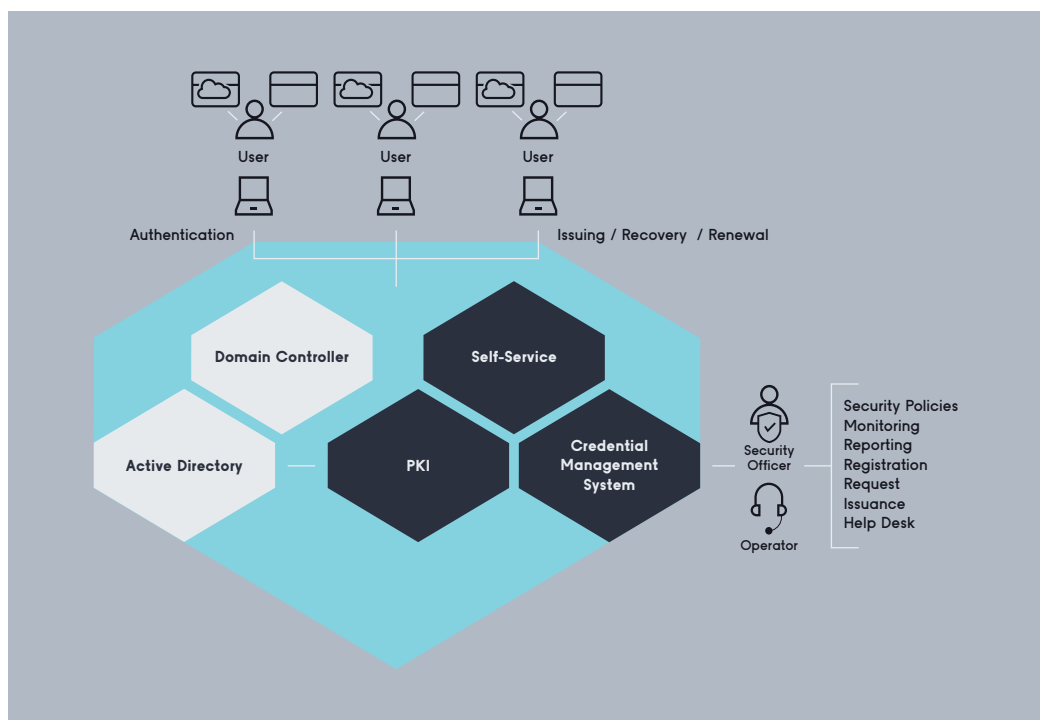 User
User
User
Authentication
Issuing / Recovery / Renewal
Domain Controller
Self-Service
Active Directory
PKI
Credential
Management
System
Security
Officer
Operator
Security Policies
Monitoring
Reporting
Registration
Request
Issuance
Help Desk